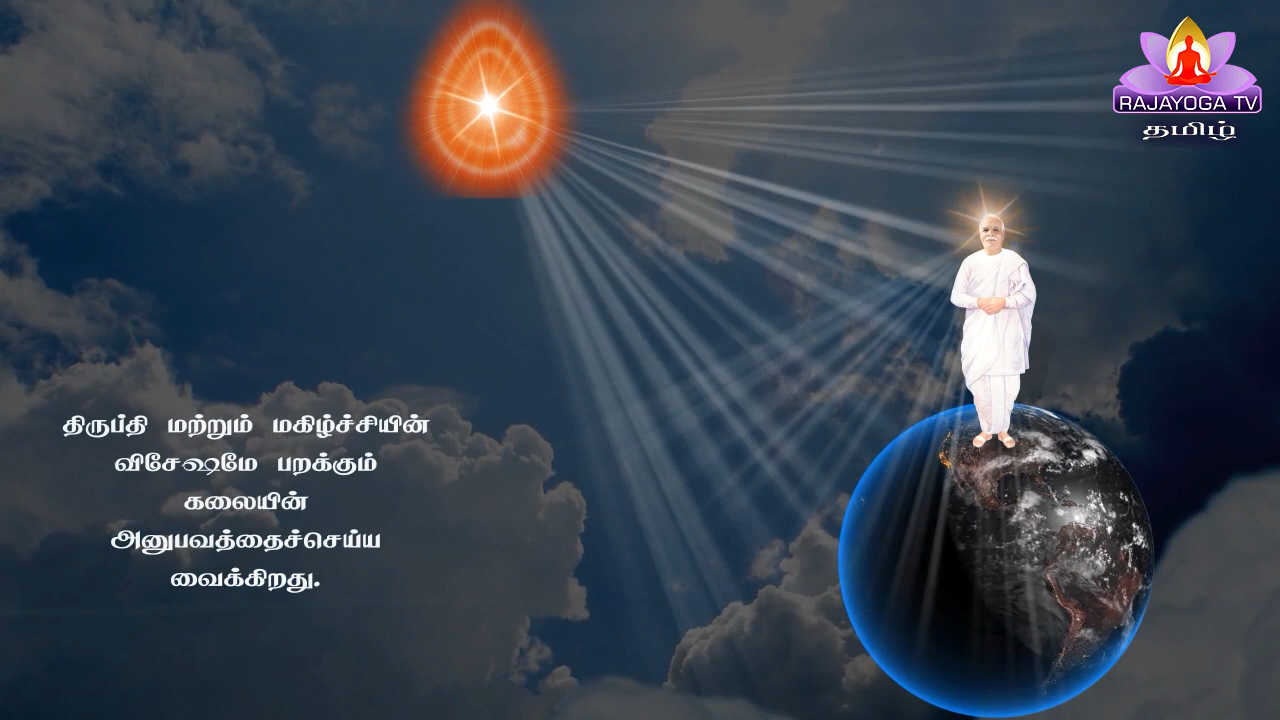 RAJAYOGA TV
தமிழ்
திருப்தி மற்றும் மகிழ்ச்சியின்
விசேஷமே பறக்கும்
கலையின்
அனுபவத்தைச்செய்ய
வைக்கிறது.